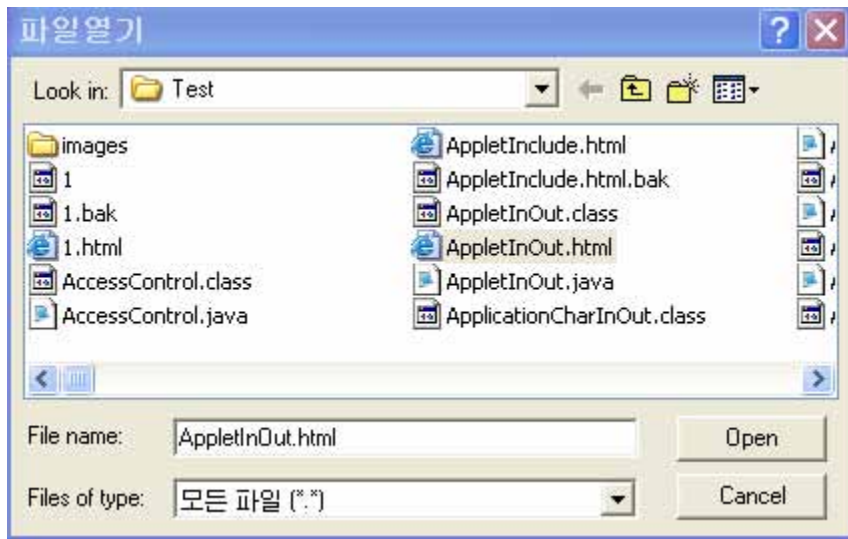 파일열기
Look in: Test
images
1
1.bak
1.html
AccessControl.class
AccessControl.java
AppletInclude.html
AppletInclude.html.bak
AppletInOut.class
AppletInOut.html
AppletInOut.java
ApplicationCharInOut.class
File name: AppletInOut.html
Open
Files of type: 모든 파일 (*.*)
Cancel